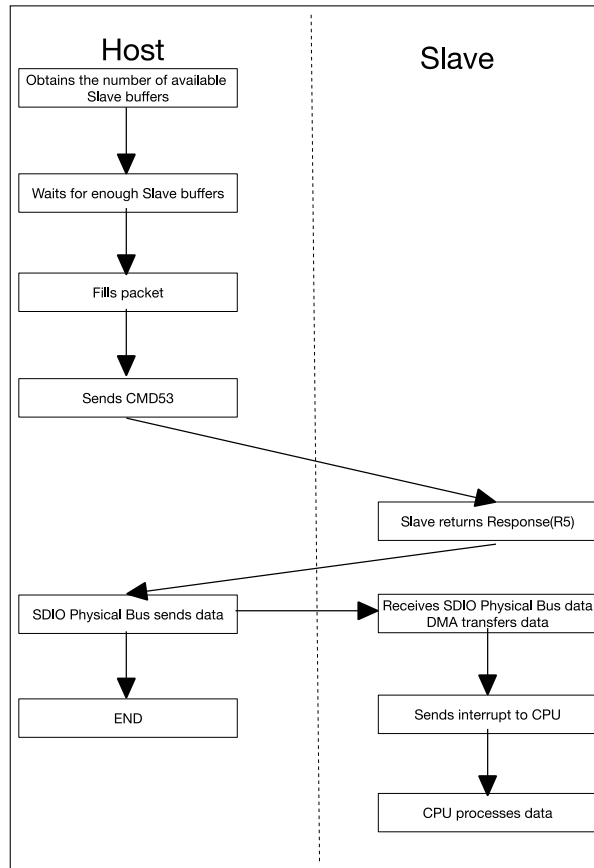 Host
Slave
Obtains the number of available
Slave buffers
Waits for enough Slave buffers
Fills packet
Sends CMD53
Slave returns Response(R5)
SDIO Physical Bus sends data
Receives SDIO Physical Bus data
DMA transfers data
END
Sends interrupt to CPU
CPU processes data